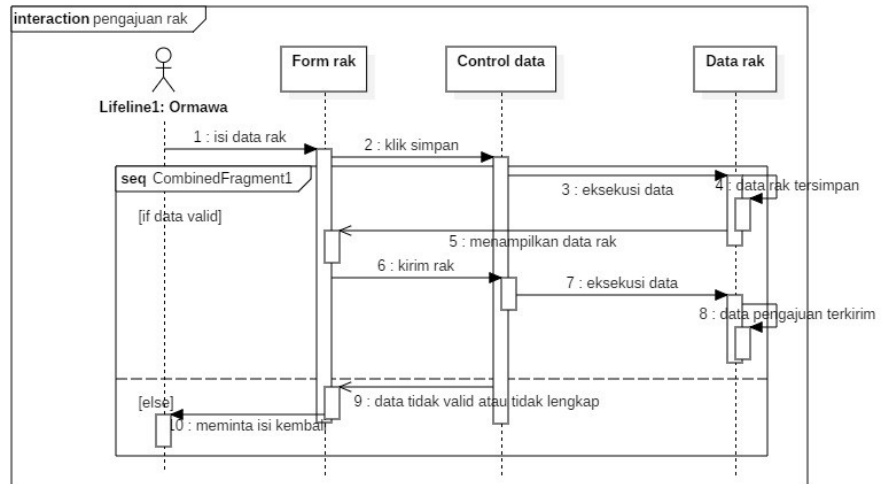 interaction pengajuan rak
Form rak
Control data
Data rak
Lifeline1: Ormawa
1 : isi data rak
2 : klik simpan
seq CombinedFragment1
3 : eksekusi data
4 : data rak tersimpan
[if data valid]
5 : menampilkan data rak
6 : kirim rak
7 : eksekusi data
8 : data pengajuan terkirim
[else]
9 : data tidak valid atau tidak lengkap
10 : meminta isi kembali